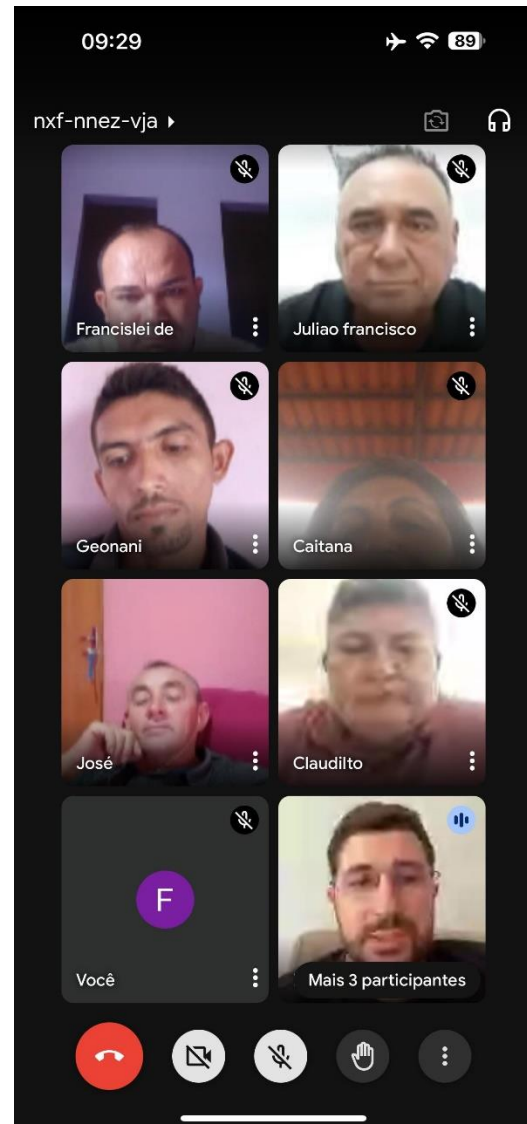 09:29
89
nxf-nnez-vja
Francislei de
Juliao francisco
Geonani
Caitana
José
Claudilto
F
Você
Mais 3 participantes